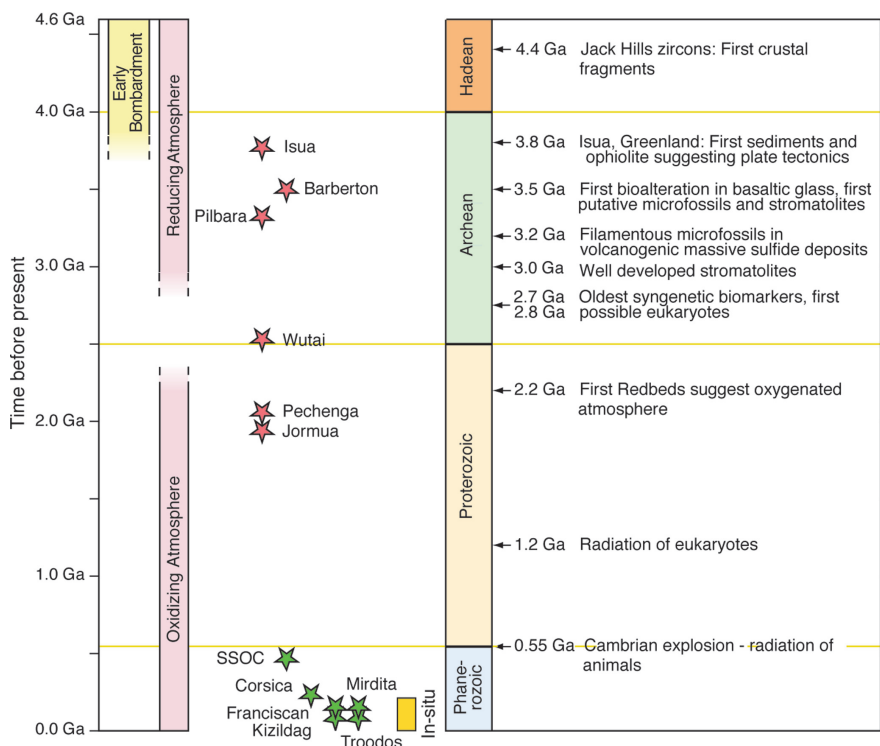 4.6 Ga
4.0 Ga
3.0 Ga
2.0 Ga
1.0 Ga
0.0 Ga
Time before present
Early
Bombardment
Reducing Atmosphere
Oxidizing Atmosphere
Isua
Barberton
Pilbara
Wutai
Pechenga
Jormua
SSOC
Corsica
Mirdita
Franciscan
Kizildag
Troodos
In-situ
Hadean
Archean
Proterozoic
Phane-
rozoic
4.4 Ga Jack Hills zircons: First crustal
fragments
3.8 Ga Isua, Greenland: First sediments and
ophiolite suggesting plate tectonics
3.5 Ga First bioalteration in basaltic glass, first
putative microfossils and stromatolites
3.2 Ga Filamentous microfossils in
volcanogenic massive sulfide deposits
3.0 Ga Well developed stromatolites
2.7 Ga Oldest syngenetic biomarkers, first
2.8 Ga possible eukaryotes
2.2 Ga First Redbeds suggest oxygenated
atmosphere
1.2 Ga Radiation of eukaryotes
0.55 Ga Cambrian explosion - radiation of
animals